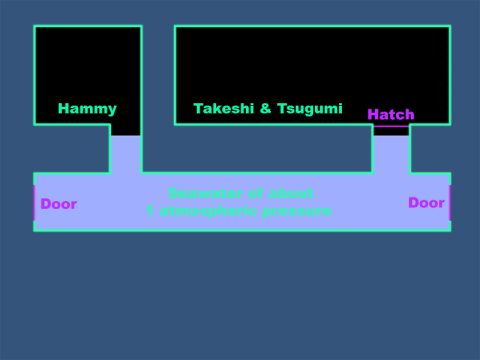 Hammy
Takeshi & Tsugumi
Hatch
Seawater of about
1 atmospheric pressure
Door
Door